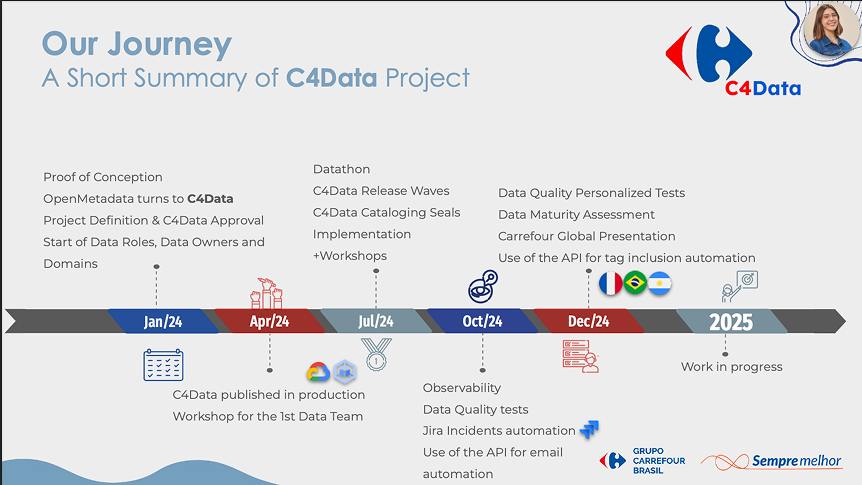 Our Journey
A Short Summary of C4Data Project
C4Data
Proof of Conception
OpenMetadata turns to C4Data
Project Definition & C4Data Approval
Start of Data Roles, Data Owners and
Domains
Datathon
C4Data Release Waves
C4Data Cataloging Seals
Implementation
+Workshops
Data Quality Personalized Tests
Data Maturity Assessment
Carrefour Global Presentation
Use of the API for tag inclusion automation
Jan/24
Apr/24
Jul/24
Oct/24
Dec/24
2025
1
C4Data published in production
Workshop for the 1st Data Team
Observability
Data Quality tests
Jira Incidents automation
Use of the API for email
automation
Work in progress
GRUPO
CARREFOUR
BRASIL
Sempre melhor